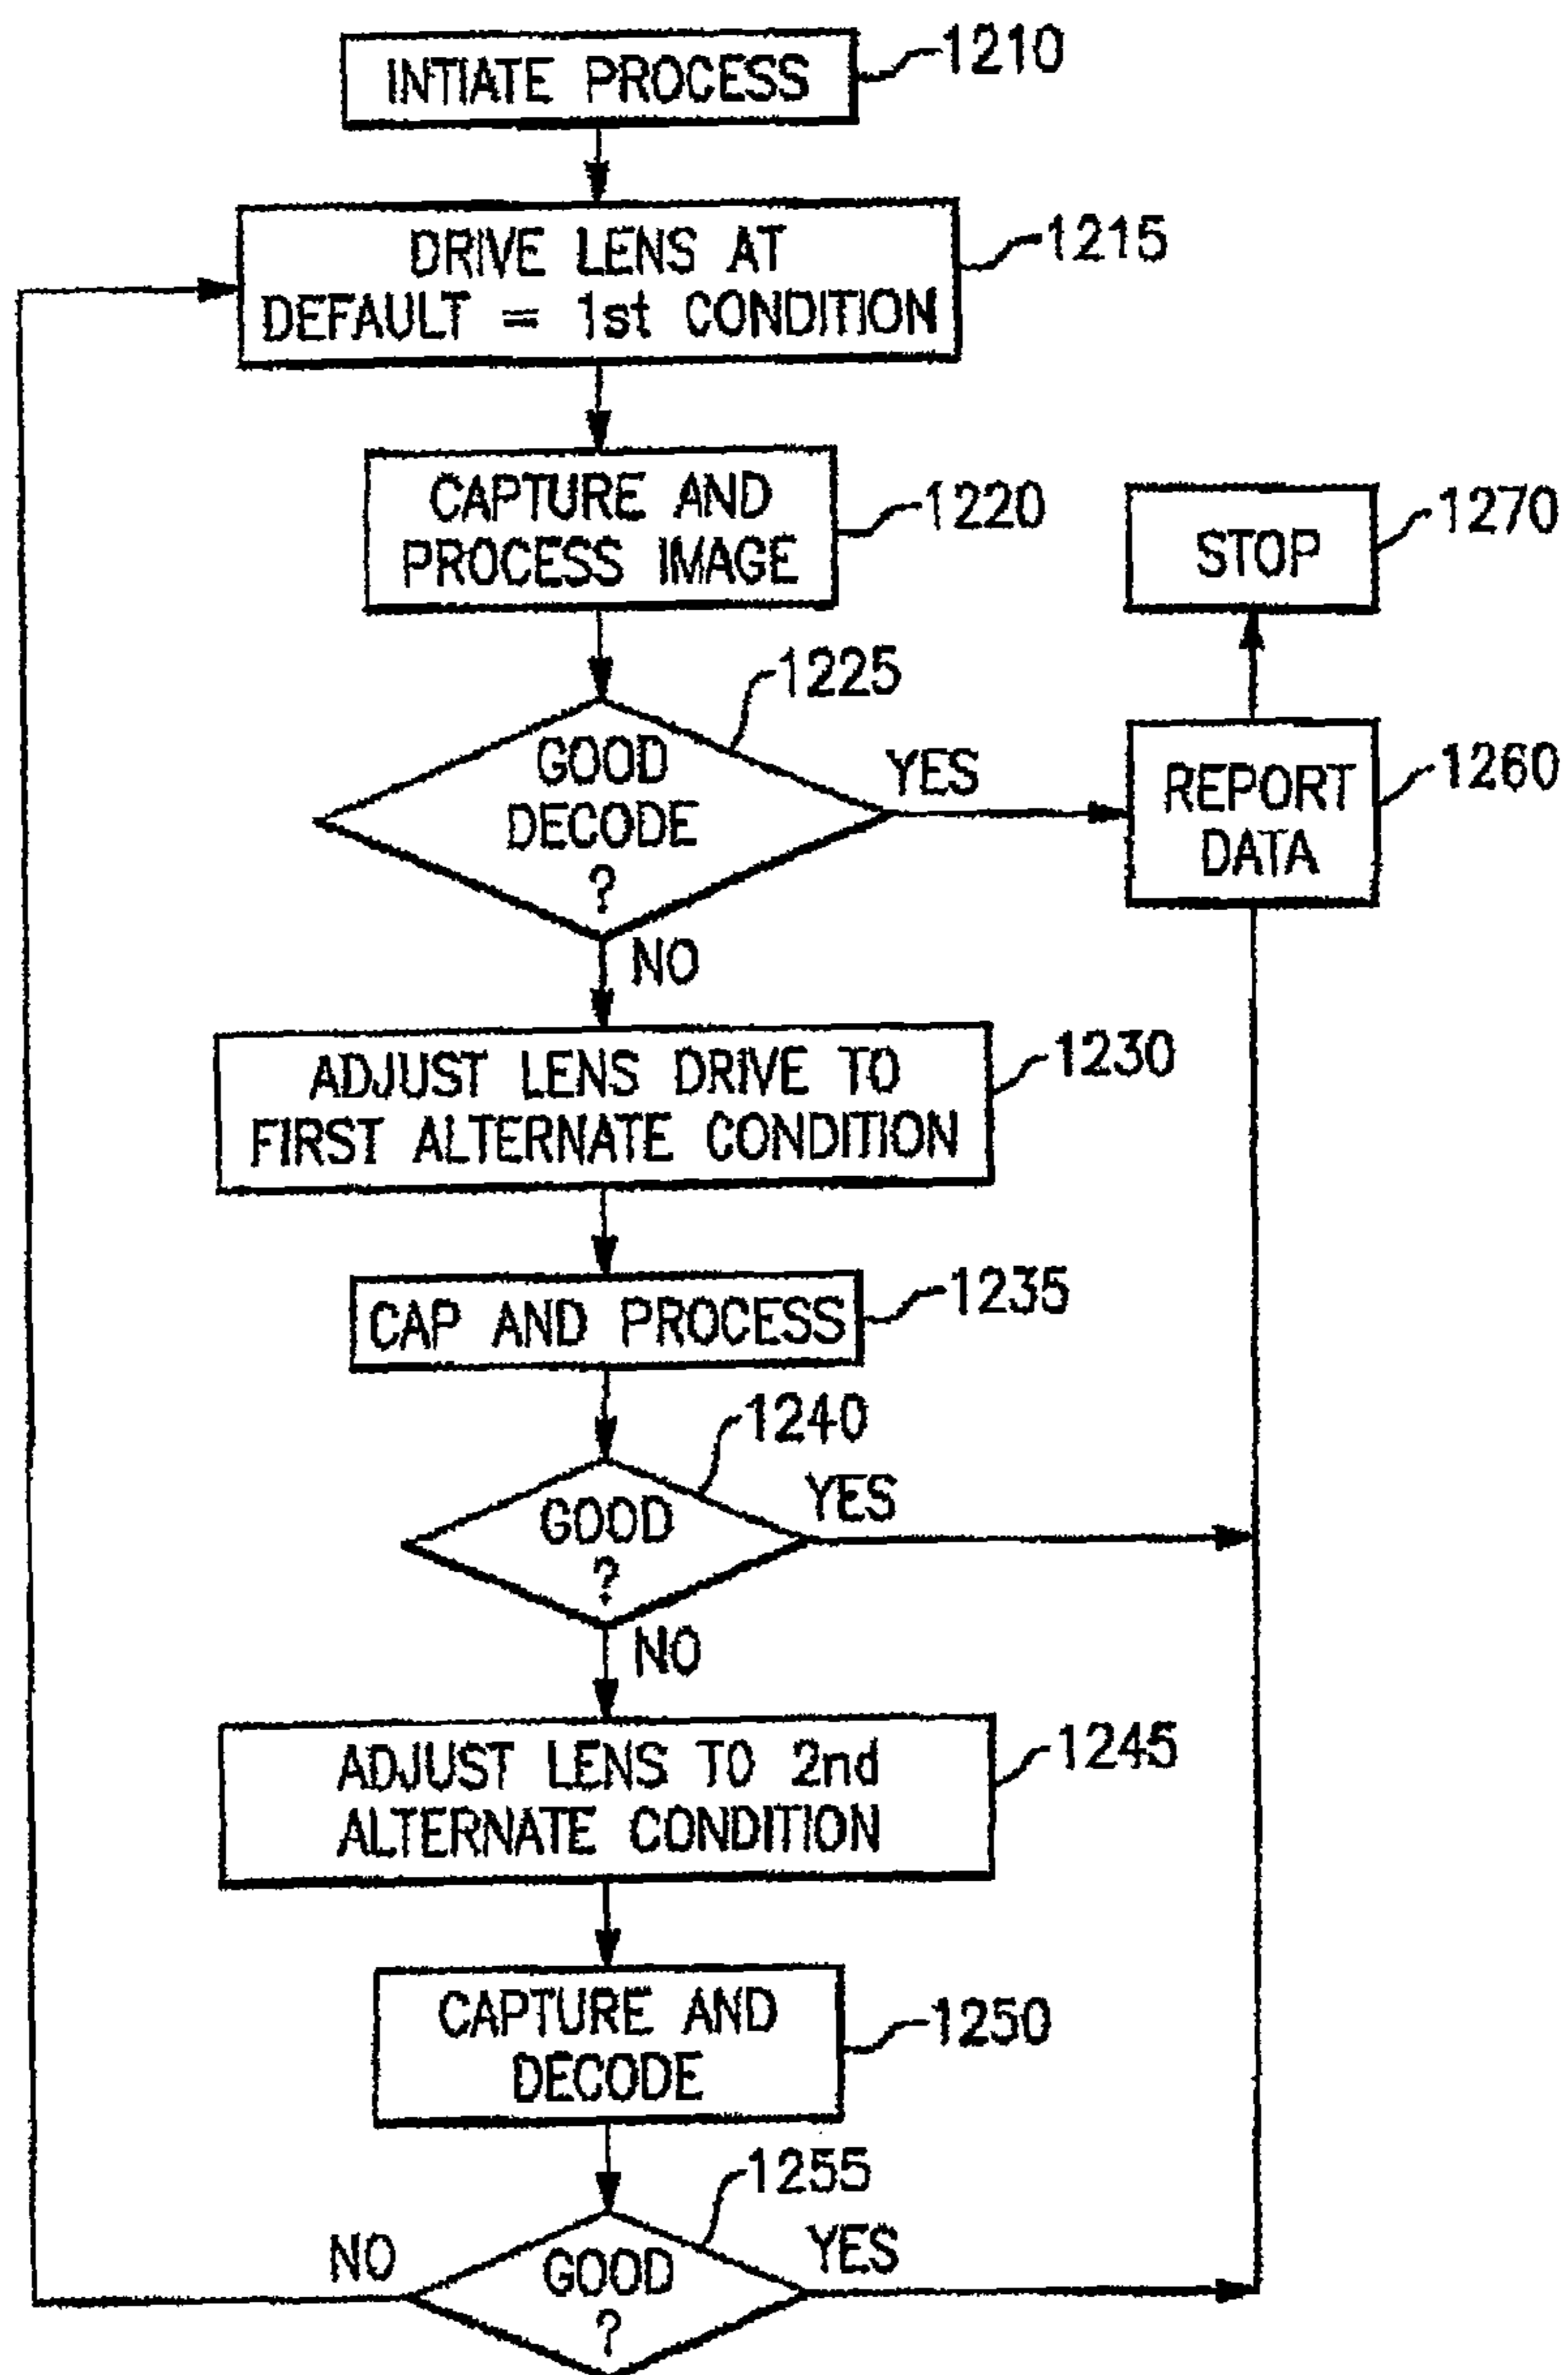 INTIATE PROCESS
1210
DRIVE LENS AT
DEFAULT = 1st CONDITION
1215
CAPTURE AND
PROCESS IMAGE
1220
STOP
1270
GOOD
DECODE
?
1225
YES
NO
REPORT
DATA
1260
ADJUST LENS DRIVE TO
FIRST ALTERNATE CONDITION
1230
CAP AND PROCESS
1235
GOOD
?
1240
YES
NO
ADJUST LENS TO 2nd
ALTERNATE CONDITION
1245
CAPTURE AND
DECODE
1250
GOOD
?
1255
NO
YES